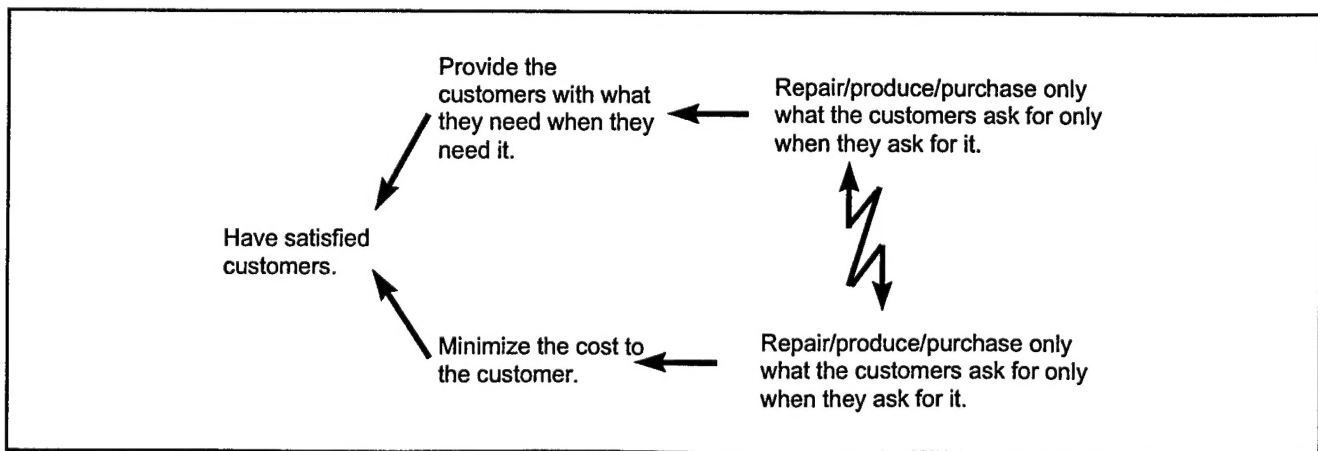 Provide the
customers with what
they need when they
need it.
Repair/produce/purchase only
what the customers ask for only
when they ask for it.
Have satisfied
customers.
Minimize the cost to
the customer.
Repair/produce/purchase only
what the customers ask for only
when they ask for it.